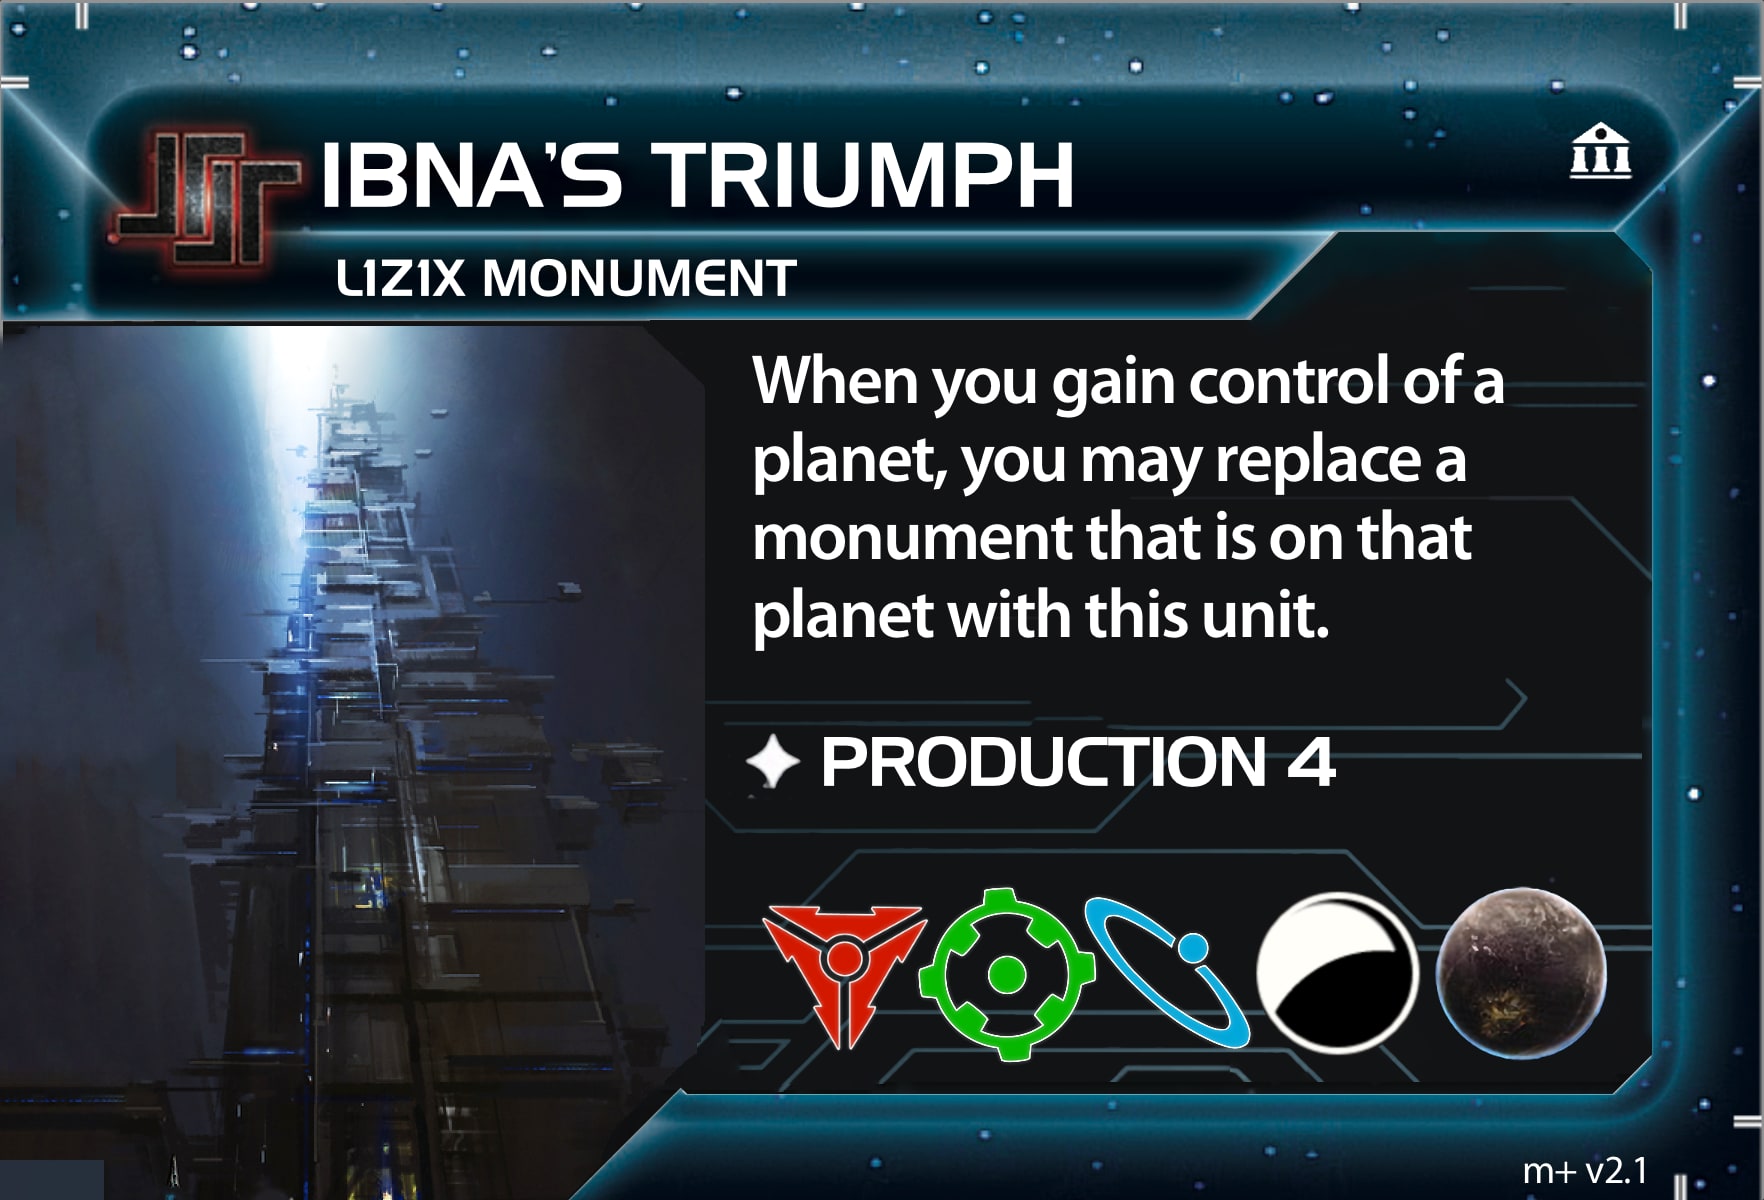 IBNA'S TRIUMPH
L1Z1X MONUMENT
When you gain control of a
planet, you may replace a
monument that is on that
planet with this unit.
PRODUCTION 4
m+ v2.1